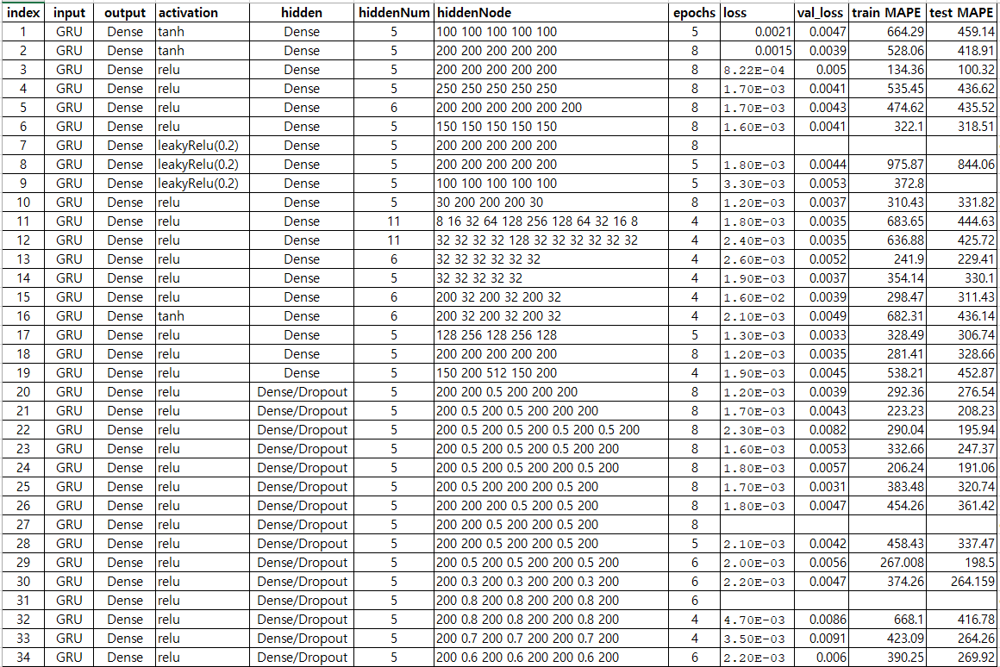 index input output activation hidden hiddenNum hiddenNode epochs loss val_loss train MAPE test MAPE
1 GRU Dense tanh Dense 5 100 100 100 100 100 5 0.0021 0.0047 664.29 459.14
2 GRU Dense tanh Dense 5 200 200 200 200 200 8 0.0015 0.0039 528.06 418.91
3 GRU Dense relu Dense 5 200 200 200 200 200 8 8.22E-04 0.005 134.36 100.32
4 GRU Dense relu Dense 5 250 250 250 250 250 8 1.70E-03 0.0041 535.45 436.62
5 GRU Dense relu Dense 6 200 200 200 200 200 200 8 1.70E-03 0.0043 474.62 435.52
6 GRU Dense relu Dense 5 150 150 150 150 150 8 1.60E-03 0.0041 322.1 318.51
7 GRU Dense leakyRelu(0.2) Dense 5 200 200 200 200 200 8
8 GRU Dense leakyRelu(0.2) Dense 5 200 200 200 200 200 5 1.80E-03 0.0044 975.87 844.06
9 GRU Dense leakyRelu(0.2) Dense 5 100 100 100 100 100 5 3.30E-03 0.0053 372.8
10 GRU Dense relu Dense 5 30 200 200 200 30 8 1.20E-03 0.0037 310.43 331.82
11 GRU Dense relu Dense 11 8 16 32 64 128 256 128 64 32 16 8 4 1.80E-03 0.0035 683.65 444.63
12 GRU Dense relu Dense 11 32 32 32 32 128 32 32 32 32 32 32 4 2.40E-03 0.0035 636.88 425.72
13 GRU Dense relu Dense 6 32 32 32 32 32 32 4 2.60E-03 0.0052 241.9 229.41
14 GRU Dense relu Dense 5 32 32 32 32 32 4 1.90E-03 0.0037 354.14 330.1
15 GRU Dense relu Dense 6 200 32 200 32 200 32 4 1.60E-02 0.0039 298.47 311.43
16 GRU Dense tanh Dense 6 200 32 200 32 200 32 4 2.10E-03 0.0049 682.31 436.14
17 GRU Dense relu Dense 5 128 256 128 256 128 5 1.30E-03 0.0033 328.49 306.74
18 GRU Dense relu Dense 5 200 200 200 200 200 8 1.20E-03 0.0035 281.41 328.66
19 GRU Dense relu Dense 5 150 200 512 150 200 4 1.90E-03 0.0045 538.21 452.87
20 GRU Dense relu Dense/Dropout 5 200 200 0.5 200 200 200 8 1.20E-03 0.0039 292.36 276.54
21 GRU Dense relu Dense/Dropout 5 200 0.5 200 0.5 200 200 200 8 1.70E-03 0.0043 223.23 208.23
22 GRU Dense relu Dense/Dropout 5 200 0.5 200 0.5 200 0.5 200 0.5 200 8 2.30E-03 0.0082 290.04 195.94
23 GRU Dense relu Dense/Dropout 5 200 0.5 200 0.5 200 0.5 200 200 8 1.60E-03 0.0053 332.66 247.37
24 GRU Dense relu Dense/Dropout 5 200 0.5 200 0.5 200 200 0.5 200 8 1.80E-03 0.0057 206.24 191.06
25 GRU Dense relu Dense/Dropout 5 200 0.5 200 200 200 0.5 200 8 1.70E-03 0.0031 383.48 320.74
26 GRU Dense relu Dense/Dropout 5 200 200 200 0.5 200 0.5 200 8 1.80E-03 0.0047 454.26 361.42
27 GRU Dense relu Dense/Dropout 5 200 200 0.5 200 200 0.5 200 8
28 GRU Dense relu Dense/Dropout 5 200 200 0.5 200 200 0.5 200 5 2.10E-03 0.0042 458.43 337.47
29 GRU Dense relu Dense/Dropout 5 200 0.5 200 0.5 200 200 0.5 200 6 2.00E-03 0.0056 267.008 198.5
30 GRU Dense relu Dense/Dropout 5 200 0.3 200 0.3 200 200 0.3 200 6 2.20E-03 0.0047 374.26 264.159
31 GRU Dense relu Dense/Dropout 5 200 0.8 200 0.8 200 200 0.8 200 6
32 GRU Dense relu Dense/Dropout 5 200 0.8 200 0.8 200 200 0.8 200 4 4.70E-03 0.0086 668.1 416.78
33 GRU Dense relu Dense/Dropout 5 200 0.7 200 0.7 200 200 0.7 200 4 3.50E-03 0.0091 423.09 264.26
34 GRU Dense relu Dense/Dropout 5 200 0.6 200 0.6 200 200 0.6 200 6 2.20E-03 0.006 390.25 269.92